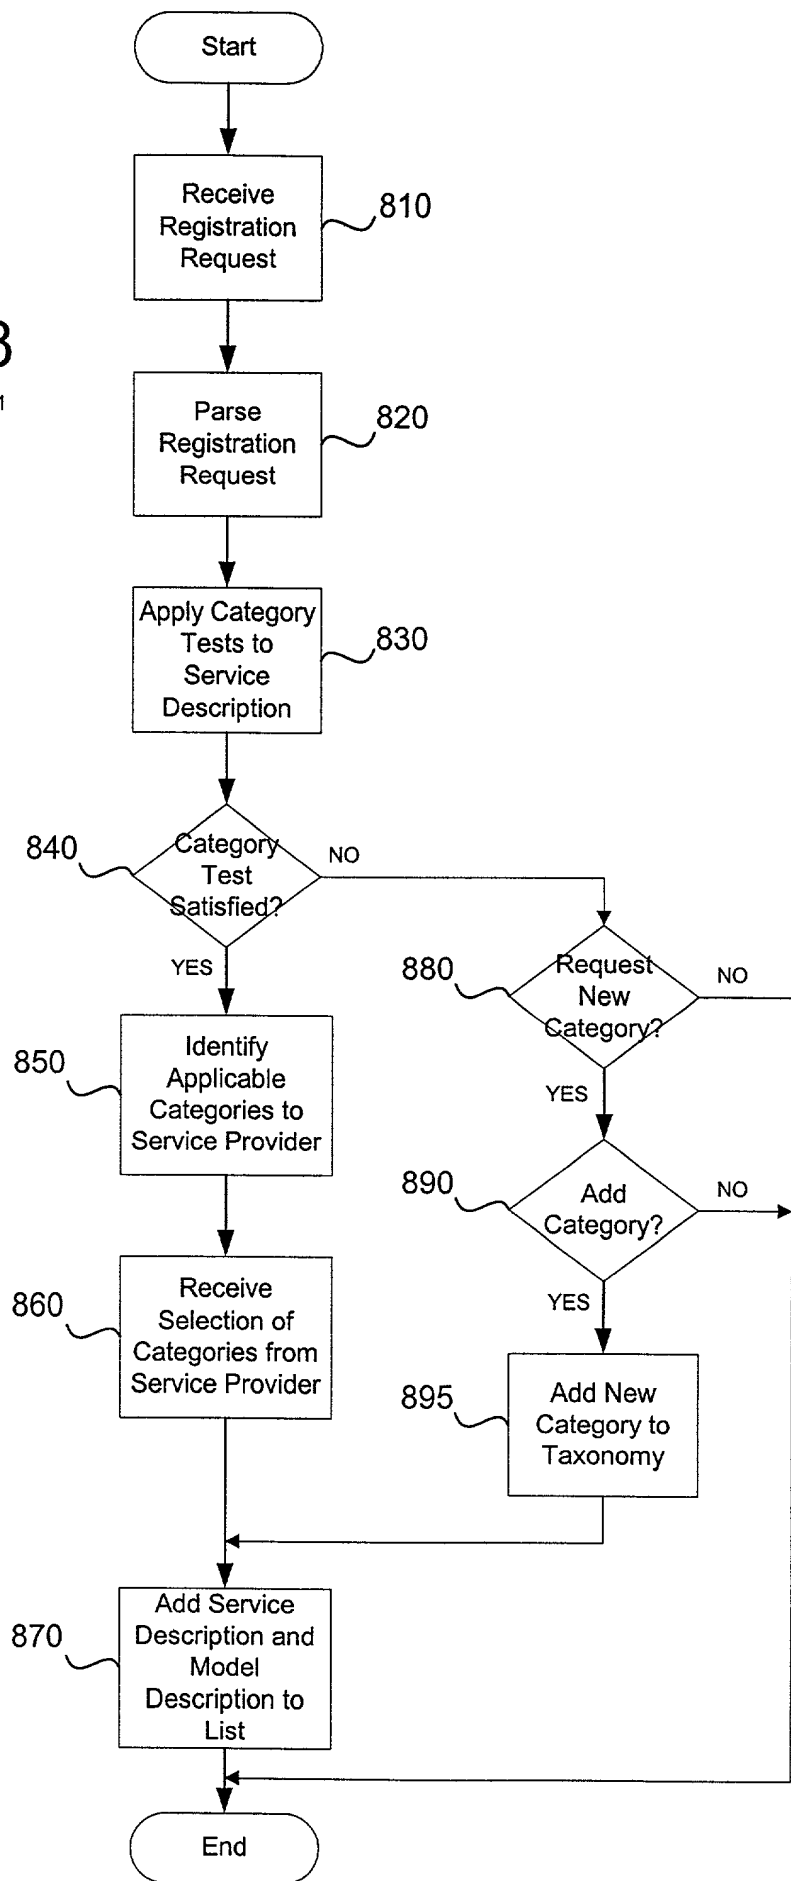 Start
Receive
Registration
Request
810
8
1
Parse
Registration
Request
820
Apply Category
Tests to
Service
Description
830
840
Category
Test
Satisfied?
NO
YES
880
Request
New
Category?
NO
YES
850
Identify
Applicable
Categories to
Service Provider
890
Add
Category?
NO
YES
860
Receive
Selection of
Categories from
Service Provider
895
Add New
Category to
Taxonomy
870
Add Service
Description and
Model
Description to
List
End